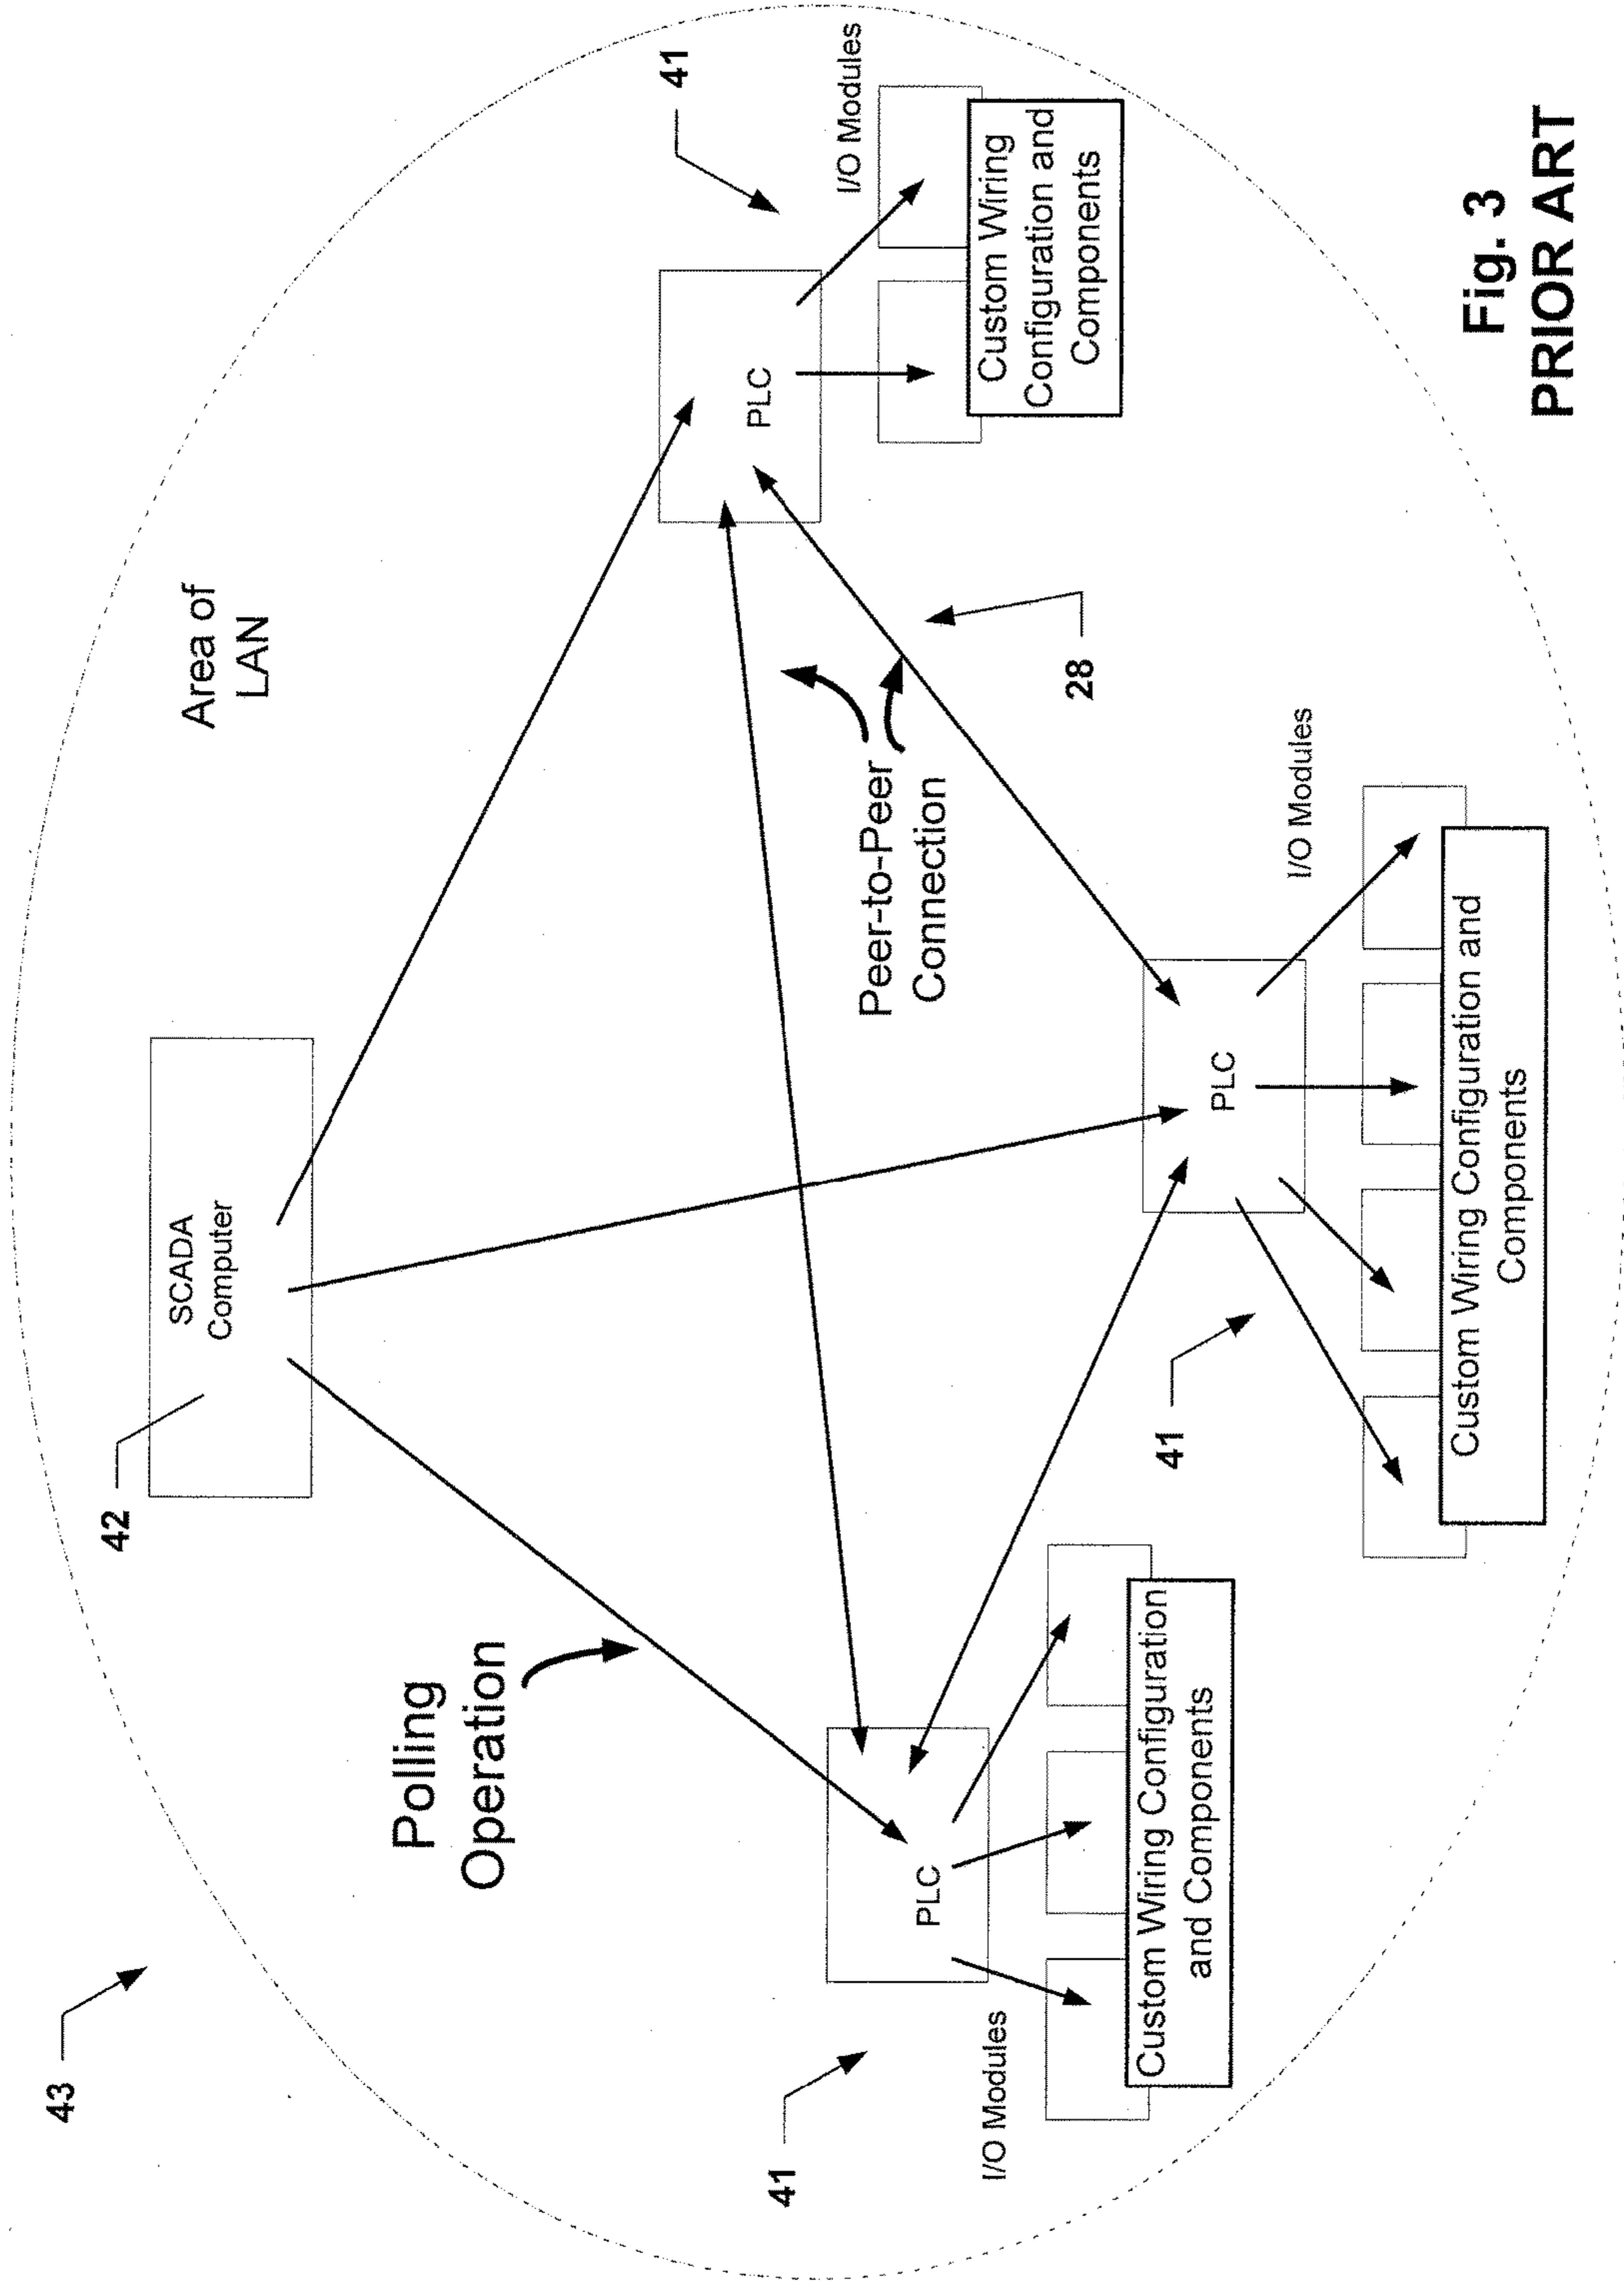 43
42
SCADA
Computer
Area of
LAN
Polling
Operation
41
PLC
I/O Modules
Custom Wiring
Configuration and
Components
Peer-to-Peer
Connection
28
41
PLC
I/O Modules
Custom Wiring Configuration
and Components
41
PLC
I/O Modules
Custom Wiring Configuration and
Components
Fig. 3
PRIOR ART